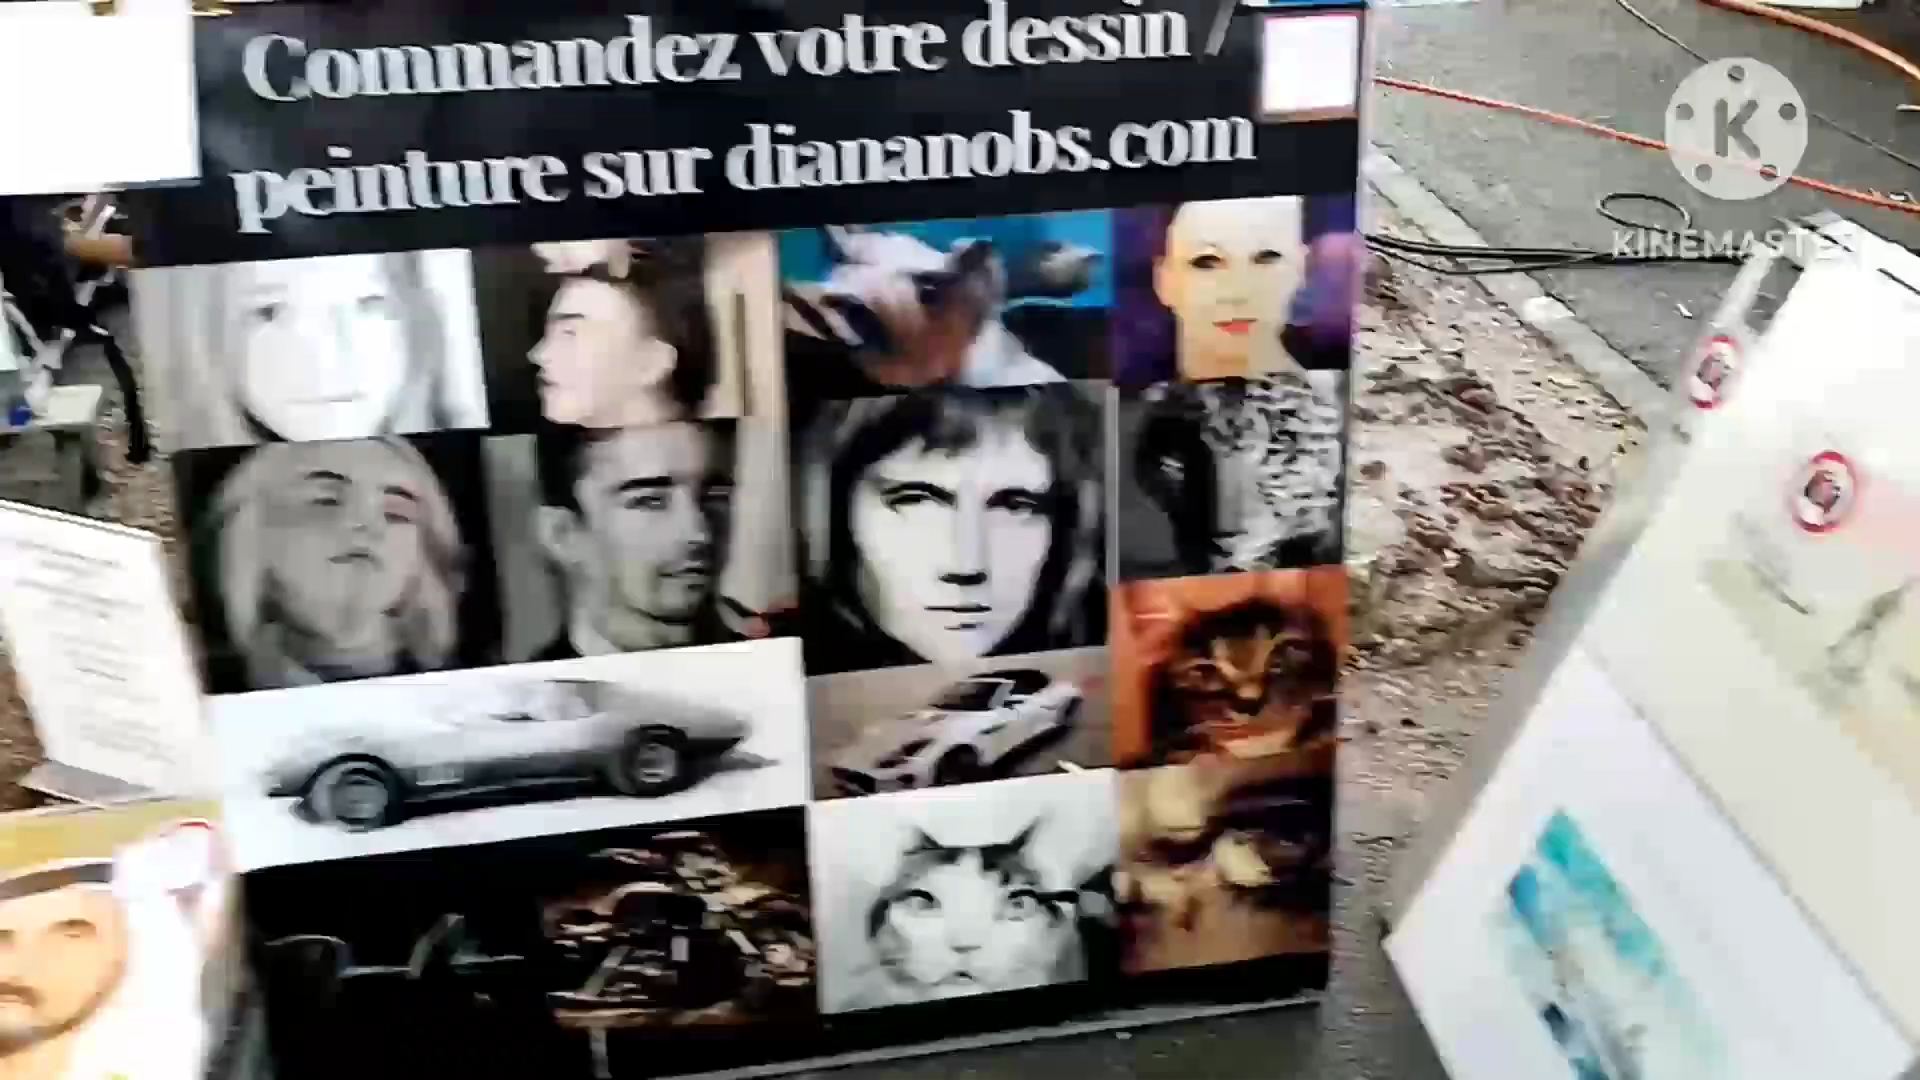 Commandez votre dessin /
peinture sur diananobs.com
K
KINEMASTER